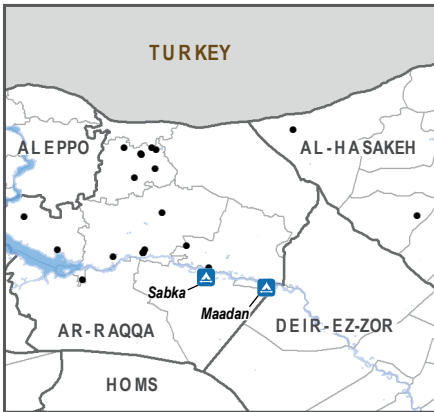 TURKEY
ALEPPO
AL-HASAKEH
Sabka
Maadan
AR-RAQQA
DEIR-EZ-ZOR
HOMS